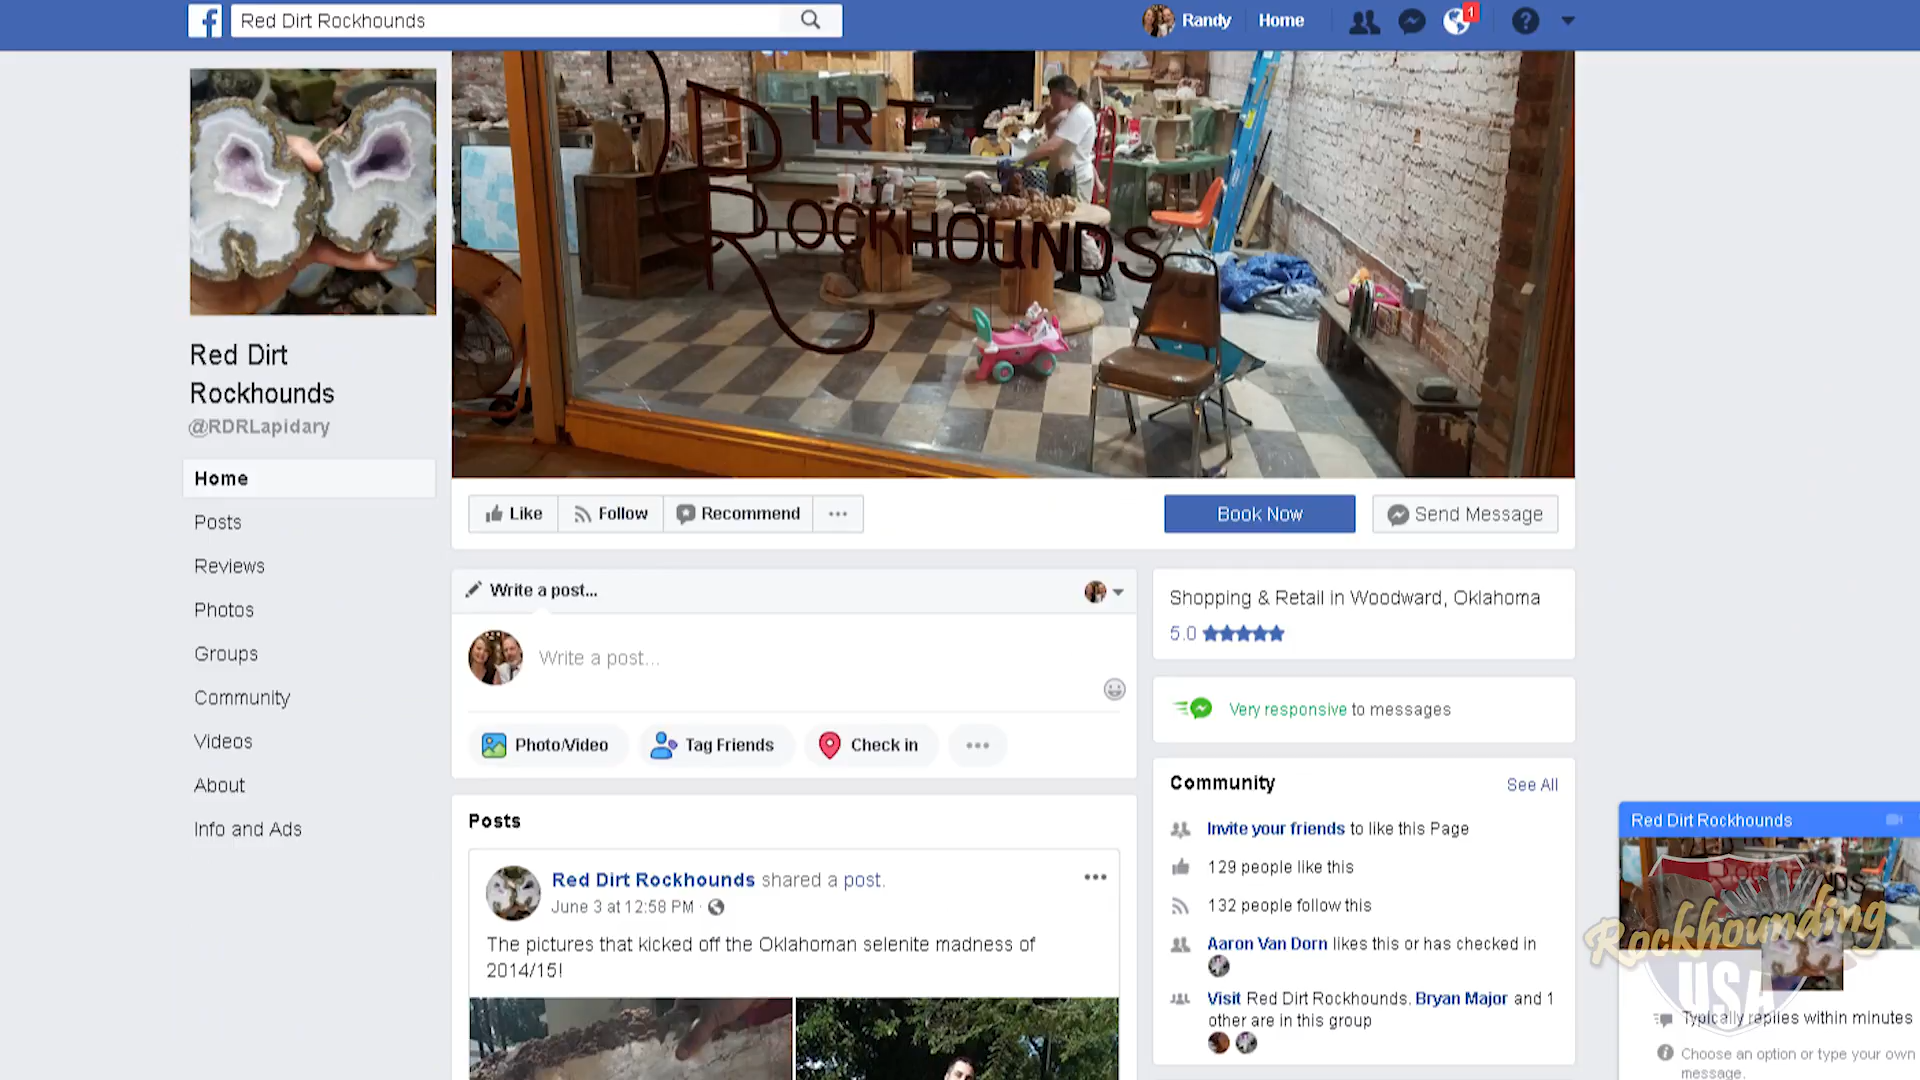 Red Dirt Rockhounds
Randy
Home
1
DIRT
ROCKHOUNDS
Red Dirt
Rockhounds
@RDRLapidary
Home
Posts
Reviews
Photos
Groups
Community
Videos
About
Info and Ads
Like
Follow
Recommend
Book Now
Send Message
Write a post...
Write a post...
Photo/Video
Tag Friends
Check in
Posts
Red Dirt Rockhounds shared a post.
June 3 at 12:58 PM ·
The pictures that kicked off the Oklahoman selenite madness of
2014/15!
Shopping & Retail in Woodward, Oklahoma
5.0
Very responsive to messages
Community
See All
Invite your friends to like this Page
129 people like this
132 people follow this
Aaron Van Dorn likes this or has checked in
Visit Red Dirt Rockhounds. Bryan Major and 1
other are in this group
Red Dirt Rockhounds
Rockhounding
USA
Typically replies within minutes
Choose an option or type your own
message.